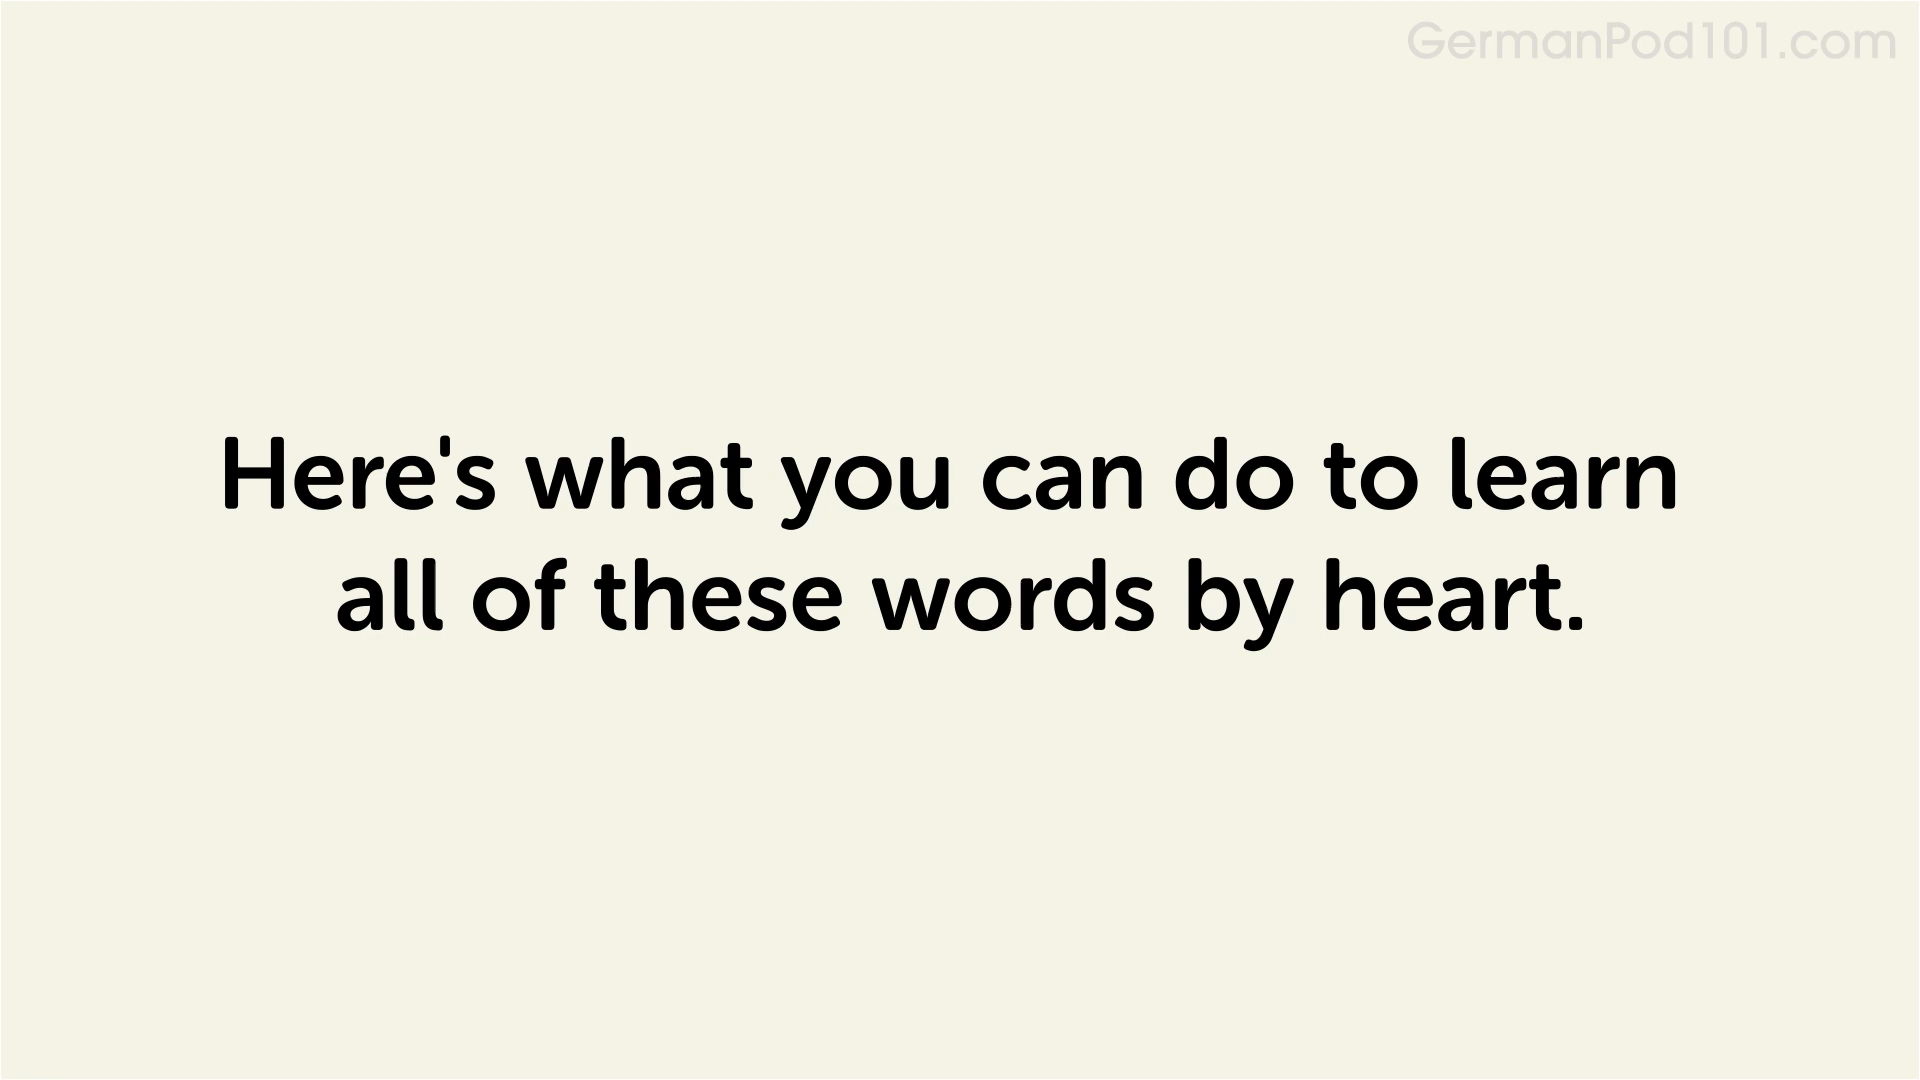 GermanPod101.com
Here's what you can do to learn
all of these words by heart.